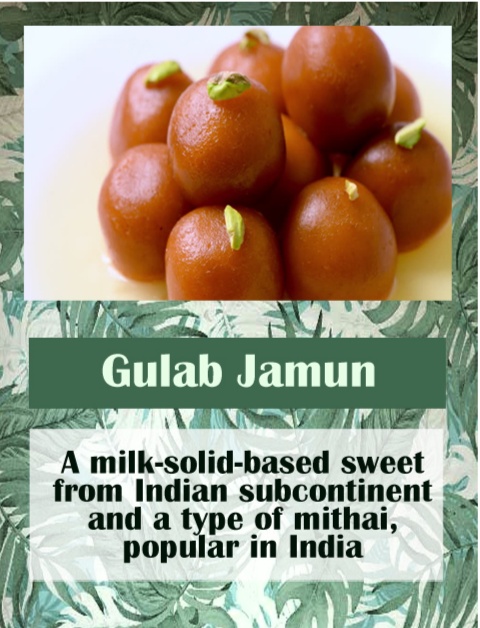 Gulab Jamun
A milk-solid-based sweet
from Indian subcontinent
and a type of mithai,
popular in India